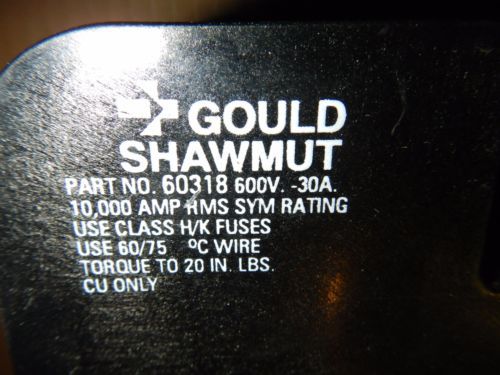 GOULD
SHAWMUT
PART NO. 60318 600V. -30A.
10,000 AMP RMS SYM RATING
USE CLASS H/K FUSES
USE 60/75 ºC WIRE
TORQUE TO 20 IN. LBS.
CU ONLY